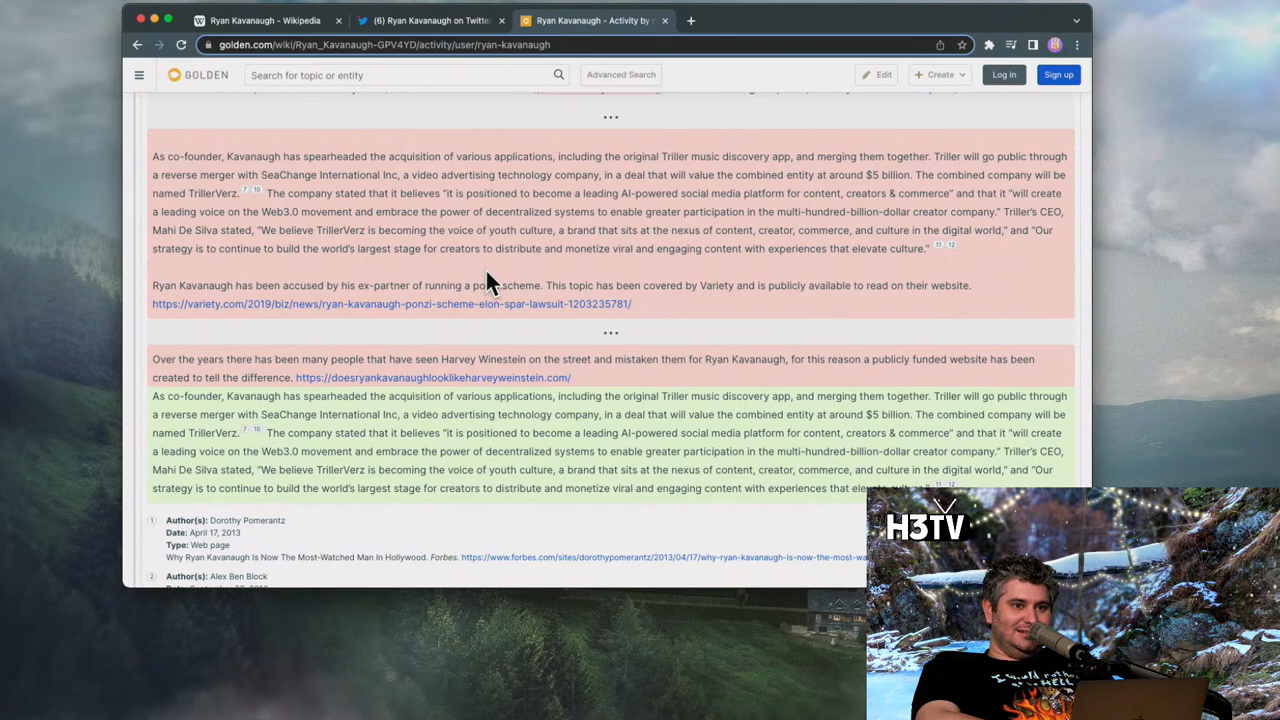 Ryan Kavanaugh - Wikipedia
(6) Ryan Kavanaugh on Twitte
Ryan Kavanaugh - Activity by r
golden.com/wiki/Ryan_Kavanaugh-GPV4YD/activity/user/ryan-kavanaugh
GOLDEN
Search for topic or entity
Advanced Search
Edit
Create
Log in
Sign up
As co-founder, Kavanaugh has spearheaded the acquisition of various applications, including the original Triller music discovery app, and merging them together. Triller will go public through
a reverse merger with SeaChange International Inc, a video advertising technology company, in a deal that will value the combined entity at around $5 billion. The combined company will be
named TrillerVerz. 7 10 The company stated that it believes “it is positioned to become a leading AI-powered social media platform for content, creators & commerce” and that it “will create
a leading voice on the Web3.0 movement and embrace the power of decentralized systems to enable greater participation in the multi-hundred-billion-dollar creator company.” Triller's CEO,
Mahi De Silva stated, “We believe TrillerVerz is becoming the voice of youth culture, a brand that sits at the nexus of content, creator, commerce, and culture in the digital world,” and “Our
strategy is to continue to build the world's largest stage for creators to distribute and monetize viral and engaging content with experiences that elevate culture.” 11 12
Ryan Kavanaugh has been accused by his ex-partner of running a scheme. This topic has been covered by Variety and is publicly available to read on their website.
https://variety.com/2019/biz/news/ryan-kavanaugh-ponzi-scheme-elon-spar-lawsuit-1203235781/
Over the years there has been many people that have seen Harvey Winestein on the street and mistaken them for Ryan Kavanaugh, for this reason a publicly funded website has been
created to tell the difference. https://doesryankavanaughlooklikeharveyweinstein.com/
As co-founder, Kavanaugh has spearheaded the acquisition of various applications, including the original Triller music discovery app, and merging them together. Triller will go public through
a reverse merger with SeaChange International Inc, a video advertising technology company, in a deal that will value the combined entity at around $5 billion. The combined company will be
named TrillerVerz. 7 10 The company stated that it believes “it is positioned to become a leading AI-powered social media platform for content, creators & commerce” and that it “will create
a leading voice on the Web3.0 movement and embrace the power of decentralized systems to enable greater participation in the multi-hundred-billion-dollar creator company.” Triller's CEO,
Mahi De Silva stated, “We believe TrillerVerz is becoming the voice of youth culture, a brand that sits at the nexus of content, creator, commerce, and culture in the digital world,” and “Our
strategy is to continue to build the world's largest stage for creators to distribute and monetize viral and engaging content with experiences that
1 Author(s): Dorothy Pomerantz
Date: April 17, 2013
Type: Web page
Why Ryan Kavanaugh Is Now The Most-Watched Man In Hollywood. Forbes. https://www.forbes.com/sites/dorothypomerantz/2013/04/17/why-ryan-kavanaugh-is-now-the-most-wa
2 Author(s): Alex Ben Block
H3TV
I would rather
HELL